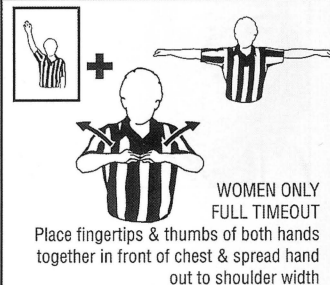 WOMEN ONLY
FULL TIMEOUT
Place fingertips & thumbs of both hands
together in front of chest & spread hand
out to shoulder width